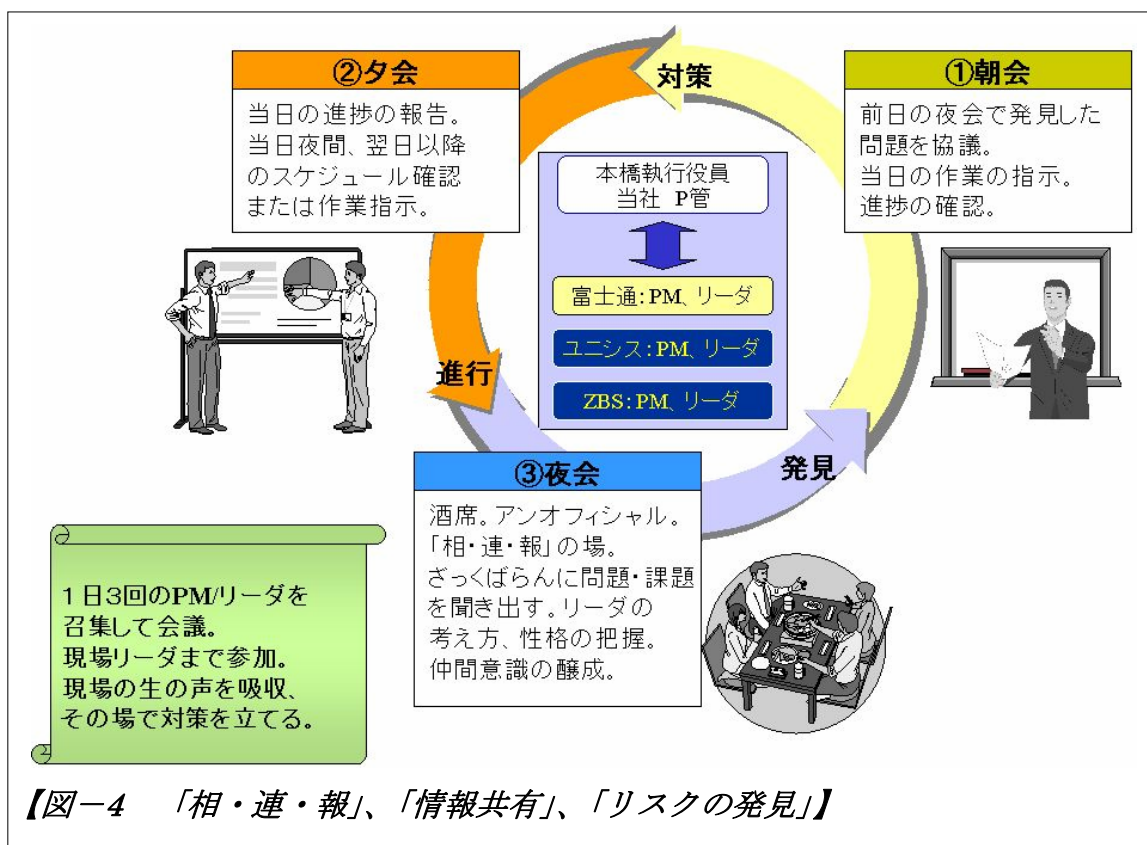 ②夕会
当日の進捗の報告。
当日夜間、翌日以降
のスケジュール確認
または作業指示。
対策
①朝会
前日の夜会で発見した
問題を協議。
当日の作業の指示。
進捗の確認。
本橋執行役員
当社 P管
富士通:PM、リーダ
ユニシス:PM、リーダ
ZBS:PM、リーダ
進行
発見
③夜会
酒席。アンオフィシャル。
「相・連・報」の場。
ざっくばらんに問題・課題
を聞き出す。リーダの
考え方、性格の把握。
仲間意識の醸成。
1日3回のPM/リーダを
召集して会議。
現場リーダまで参加。
現場の生の声を吸収、
その場で対策を立てる。
【図-4 「相・連・報」、「情報共有」、「リスクの発見」】